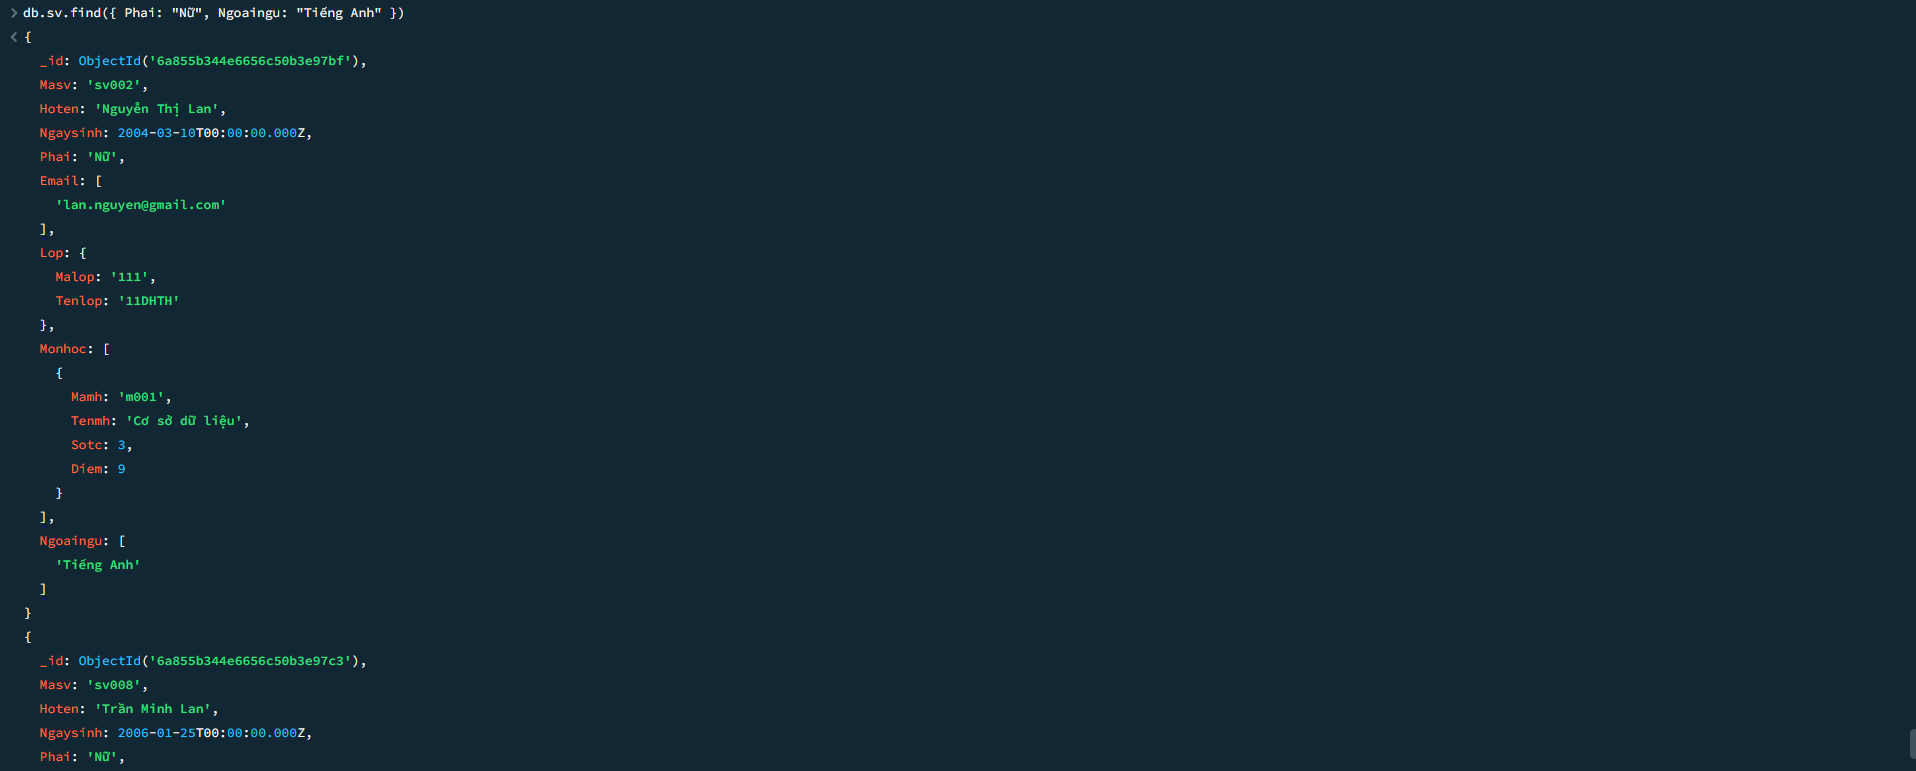 > db.sv.find({ Phai: "Nữ", Ngoaingu: "Tiếng Anh" })
< {
_id: ObjectId('6a855b344e6656c50b3e97bf'),
Masv: 'sv002',
Hoten: 'Nguyễn Thị Lan',
Ngaysinh: 2004-03-10T00:00:00.000Z,
Phai: 'Nữ',
Email: [
'lan.nguyen@gmail.com'
],
Lop: {
Malop: '111',
Tenlop: '11DHTH'
},
Monhoc: [
{
Mamh: 'm001',
Tenmh: 'Cơ sở dữ liệu',
Sotc: 3,
Diem: 9
}
],
Ngoaingu: [
'Tiếng Anh'
]
}
{
_id: ObjectId('6a855b344e6656c50b3e97c3'),
Masv: 'sv008',
Hoten: 'Trần Minh Lan',
Ngaysinh: 2006-01-25T00:00:00.000Z,
Phai: 'Nữ',